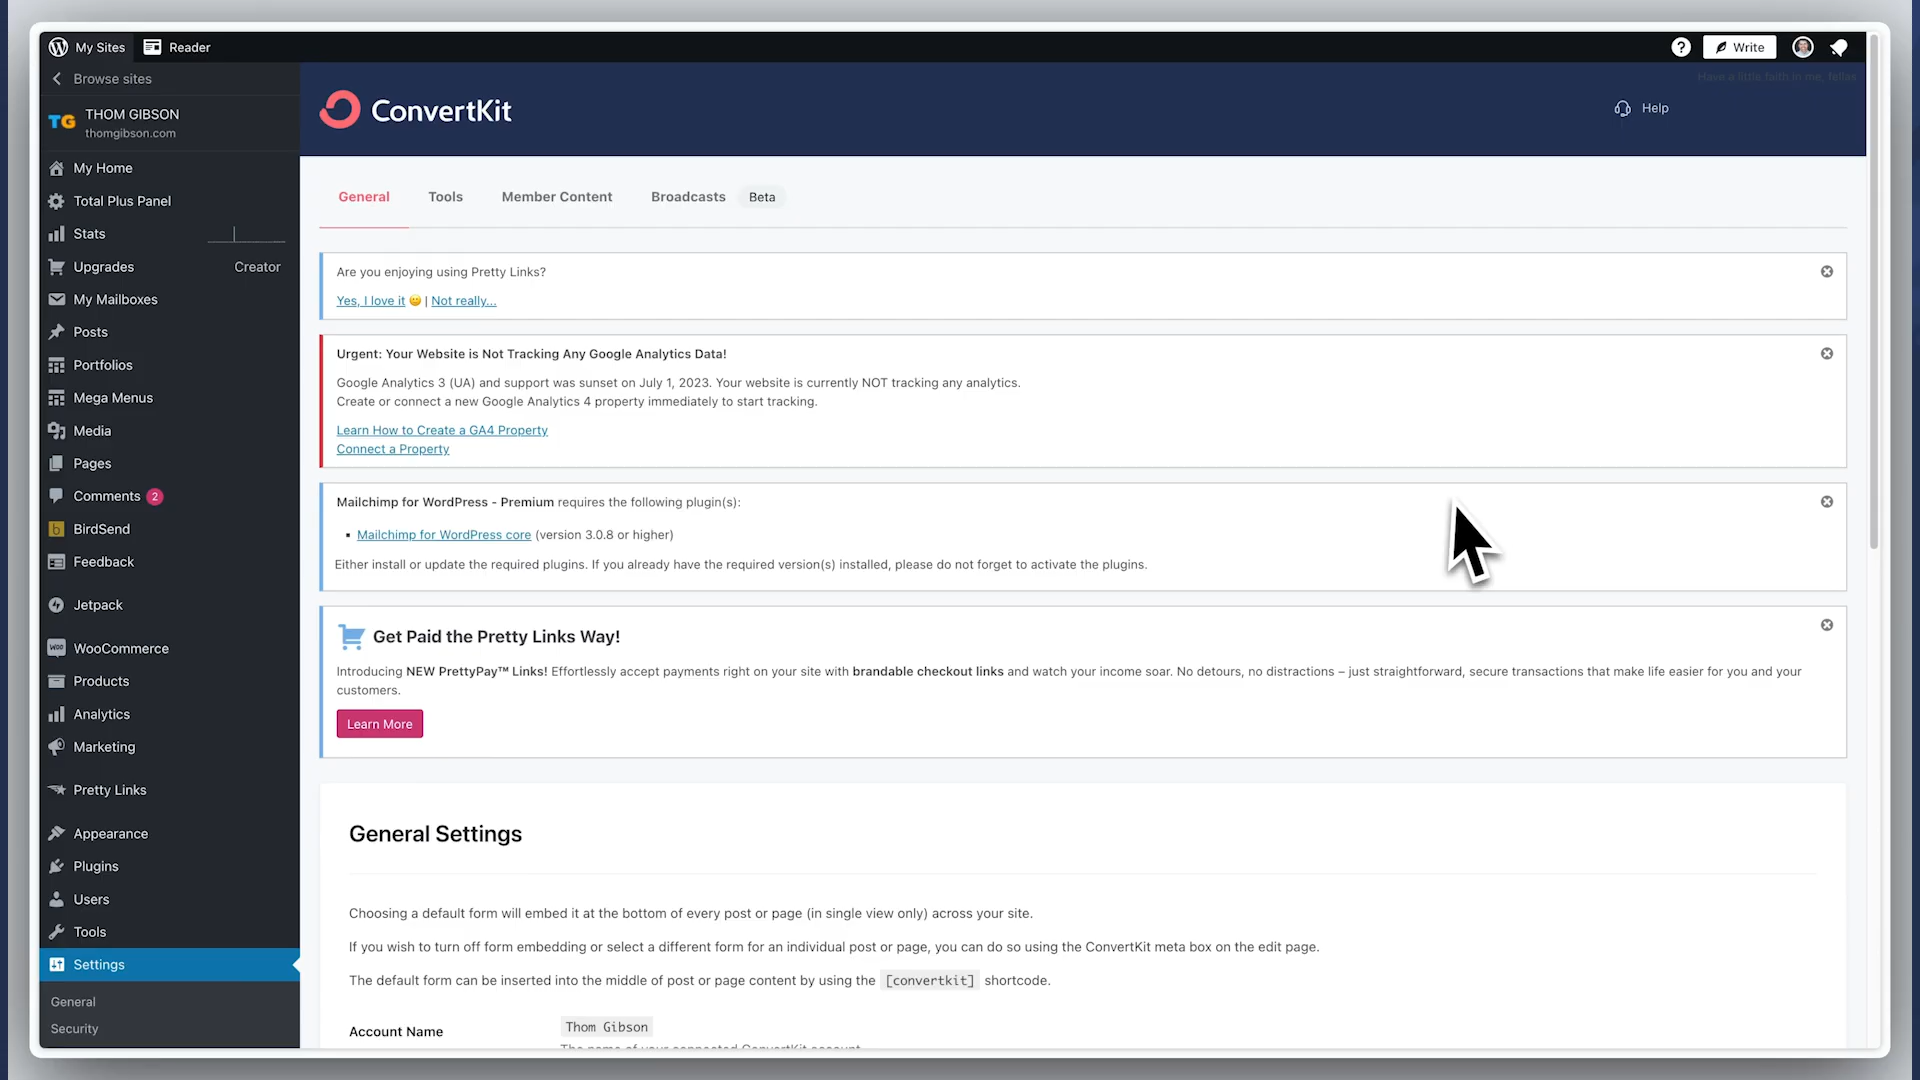 My Sites
Reader
Write
Browse sites
Have a little faith in me, fellas
TG
THOM GIBSON
thomgibson.com
ConvertKit
Help
My Home
Total Plus Panel
Stats
Upgrades
Creator
My Mailboxes
Posts
Portfolios
Mega Menus
Media
Pages
Comments 2
BirdSend
Feedback
Jetpack
WooCommerce
Products
Analytics
Marketing
Pretty Links
Appearance
Plugins
Users
Tools
Settings
General
Security
General
Tools
Member Content
Broadcasts
Beta
Are you enjoying using Pretty Links?
Yes, I love it 😀 | Not really...
Urgent: Your Website is Not Tracking Any Google Analytics Data!
Google Analytics 3 (UA) and support was sunset on July 1, 2023. Your website is currently NOT tracking any analytics.
Create or connect a new Google Analytics 4 property immediately to start tracking.
Learn How to Create a GA4 Property
Connect a Property
Mailchimp for WordPress - Premium requires the following plugin(s):
▪ Mailchimp for WordPress core (version 3.0.8 or higher)
Either install or update the required plugins. If you already have the required version(s) installed, please do not forget to activate the plugins.
Get Paid the Pretty Links Way!
Introducing NEW PrettyPay™ Links! Effortlessly accept payments right on your site with brandable checkout links and watch your income soar. No detours, no distractions – just straightforward, secure transactions that make life easier for you and your
customers.
Learn More
General Settings
Choosing a default form will embed it at the bottom of every post or page (in single view only) across your site.
If you wish to turn off form embedding or select a different form for an individual post or page, you can do so using the ConvertKit meta box on the edit page.
The default form can be inserted into the middle of post or page content by using the [convertkit] shortcode.
Account Name
Thom Gibson
The name of your connected ConvertKit account